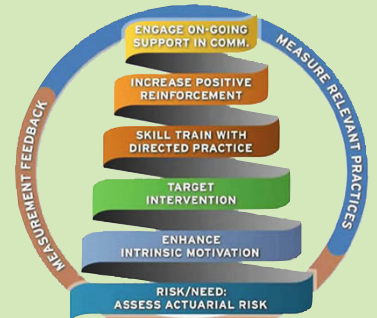 ENGAGE ON-GOING
SUPPORT IN COMM.
INCREASE POSITIVE
REINFORCEMENT
SKILL TRAIN WITH
DIRECTED PRACTICE
TARGET
INTERVENTION
ENHANCE
INTRINSIC MOTIVATION
RISK/NEED:
ASSESS ACTUARIAL RISK
MEASUREMENT FEEDBACK
MEASURE RELEVANT PRACTICES